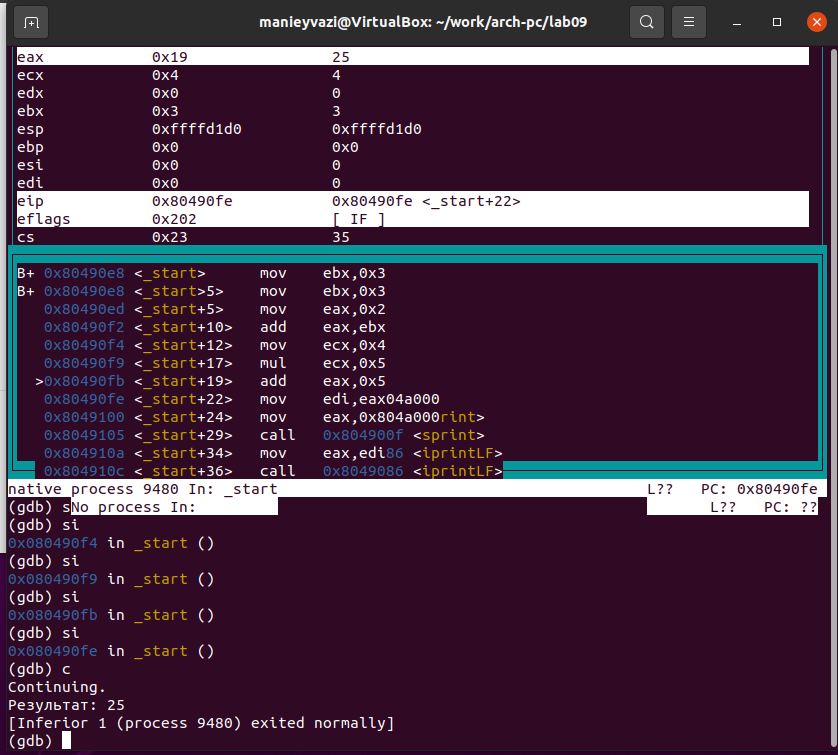 manieyvazi@VirtualBox: ~/work/arch-pc/lab09
eax 0x19 25
ecx 0x4 4
edx 0x0 0
ebx 0x3 3
esp 0xffffd1d0 0xffffd1d0
ebp 0x0 0x0
esi 0x0 0
edi 0x0 0
eip 0x80490fe 0x80490fe <_start+22>
eflags 0x202 [ IF ]
cs 0x23 35
B+ 0x80490e8 <_start> mov ebx,0x3
B+ 0x80490e8 <_start>5> mov ebx,0x3
0x80490ed <_start+5> mov eax,0x2
0x80490f2 <_start+10> add eax,ebx
0x80490f4 <_start+12> mov ecx,0x4
0x80490f9 <_start+17> mul ecx,0x5
>0x80490fb <_start+19> add eax,0x5
0x80490fe <_start+22> mov edi,eax04a000
0x8049100 <_start+24> mov eax,0x804a000rint>
0x8049105 <_start+29> call 0x804900f <sprint>
0x804910a <_start+34> mov eax,edi86 <iprintLF>
0x804910c <_start+36> call 0x8049086 <iprintLF>
native process 9480 In: _start L?? PC: 0x80490fe
(gdb) sNo process In: L?? PC: ??
(gdb) si
0x080490f4 in _start ()
(gdb) si
0x080490f9 in _start ()
(gdb) si
0x080490fb in _start ()
(gdb) si
0x080490fe in _start ()
(gdb) c
Continuing.
Результат: 25
[Inferior 1 (process 9480) exited normally]
(gdb)